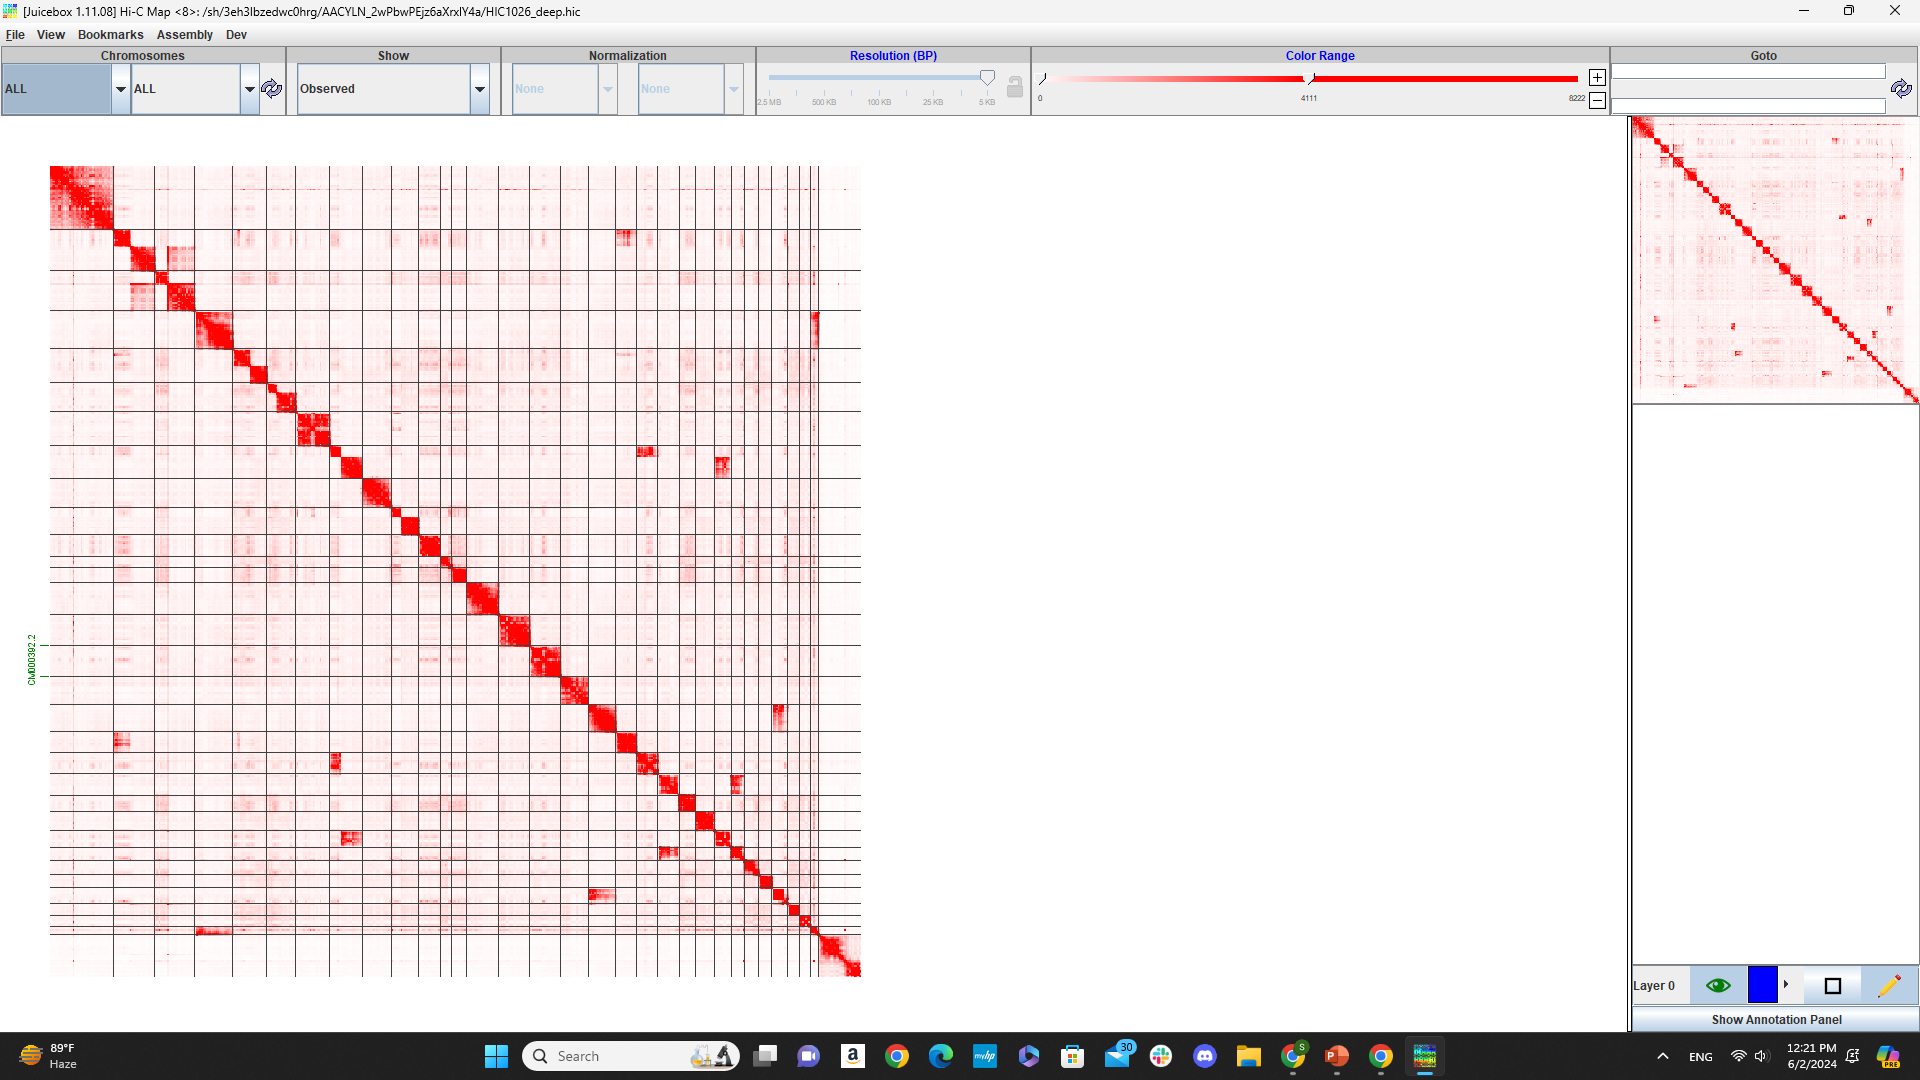 [Juicebox 1.11.08] Hi-C Map <8>: /sh/3eh3lbzedwc0hrg/AACYLN_2wPbwPEjz6aXrxlY4a/HIC1026_deep.hic
File View Bookmarks Assembly Dev
Chromosomes Show Normalization Resolution (BP) Color Range Goto
ALL ALL Observed None None
2.5 MB 500 KB 100 KB 25 KB 5 KB
0 4111 8222
CM000392.2
Layer 0
Show Annotation Panel
89°F
Haze
Search
a
myhp
30
S
P
ENG
12:21 PM
6/2/2024
PRE